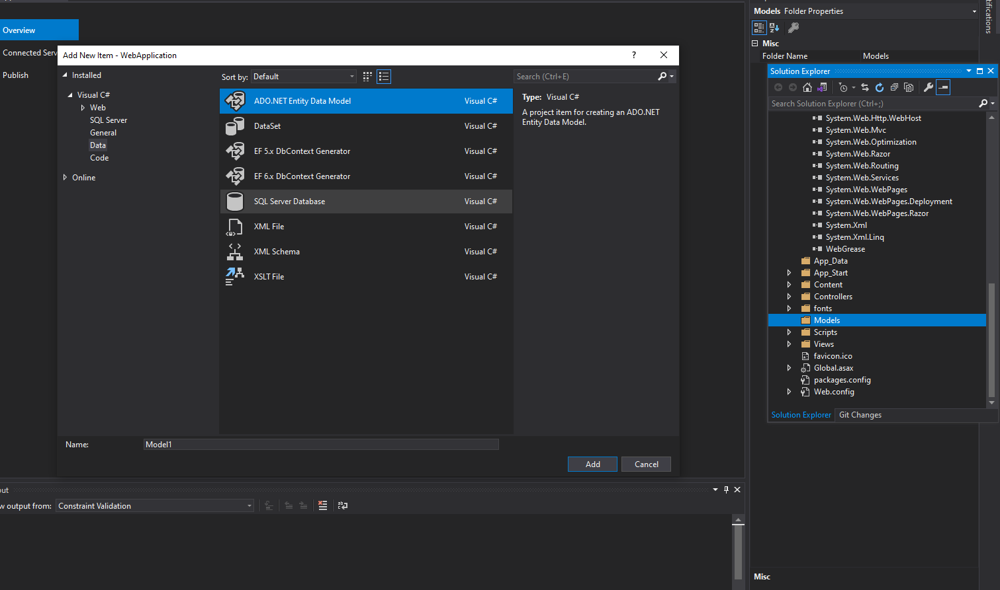 Overview
Connected Serv
Publish
Add New Item - WebApplication
?
Installed
Visual C#
Web
SQL Server
General
Data
Code
Online
Sort by: Default
Search (Ctrl+E)
ADO.NET Entity Data Model Visual C#
DataSet Visual C#
EF 5.x DbContext Generator Visual C#
EF 6.x DbContext Generator Visual C#
SQL Server Database Visual C#
XML File Visual C#
XML Schema Visual C#
XSLT File Visual C#
Type: Visual C#
A project item for creating an ADO.NET
Entity Data Model.
Name: Model1
Add Cancel
out
w output from: Constraint Validation
Models Folder Properties
Misc
Folder Name Models
Solution Explorer
Search Solution Explorer (Ctrl+;)
System.Web.Http.WebHost
System.Web.Mvc
System.Web.Optimization
System.Web.Razor
System.Web.Routing
System.Web.Services
System.Web.WebPages
System.Web.WebPages.Deployment
System.Web.WebPages.Razor
System.Xml
System.Xml.Linq
WebGrease
App_Data
App_Start
Content
Controllers
fonts
Models
Scripts
Views
favicon.ico
Global.asax
packages.config
Web.config
Solution Explorer Git Changes
Misc
tifications